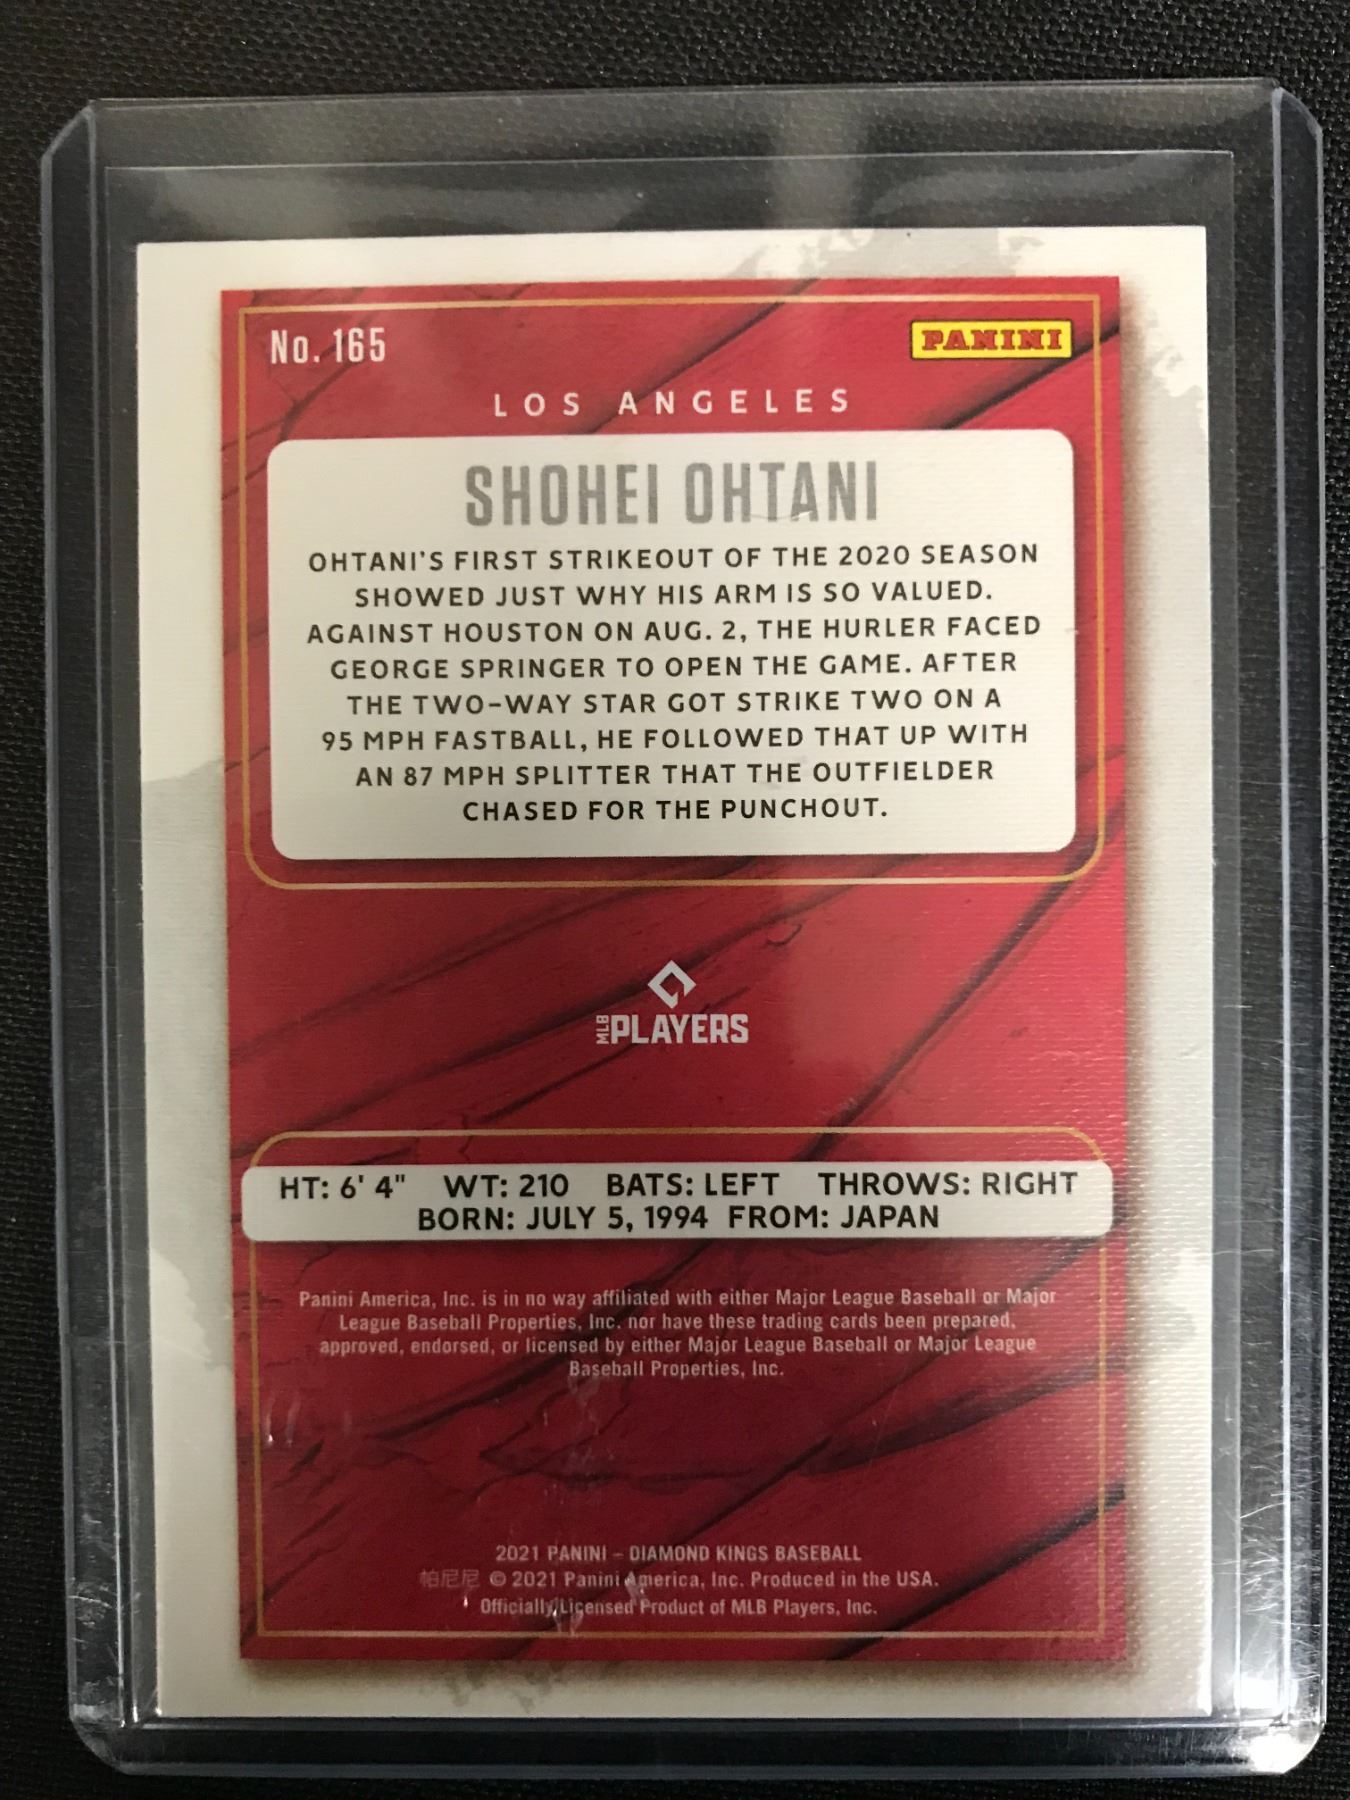 No. 165
PANINI
LOS ANGELES
SHOHEI OHTANI
OHTANI'S FIRST STRIKEOUT OF THE 2020 SEASON
SHOWED JUST WHY HIS ARM IS SO VALUED.
AGAINST HOUSTON ON AUG. 2, THE HURLER FACED
GEORGE SPRINGER TO OPEN THE GAME. AFTER
THE TWO-WAY STAR GOT STRIKE TWO ON A
95 MPH FASTBALL, HE FOLLOWED THAT UP WITH
AN 87 MPH SPLITTER THAT THE OUTFIELDER
CHASED FOR THE PUNCHOUT.
MLB PLAYERS
HT: 6' 4" WT: 210 BATS: LEFT THROWS: RIGHT
BORN: JULY 5, 1994 FROM: JAPAN
Panini America, Inc. is in no way affiliated with either Major League Baseball or Major
League Baseball Properties, Inc. nor have these trading cards been prepared,
approved, endorsed, or licensed by either Major League Baseball or Major League
Baseball Properties, Inc.
2021 PANINI – DIAMOND KINGS BASEBALL
帕尼尼 © 2021 Panini America, Inc. Produced in the USA.
Officially Licensed Product of MLB Players, Inc.